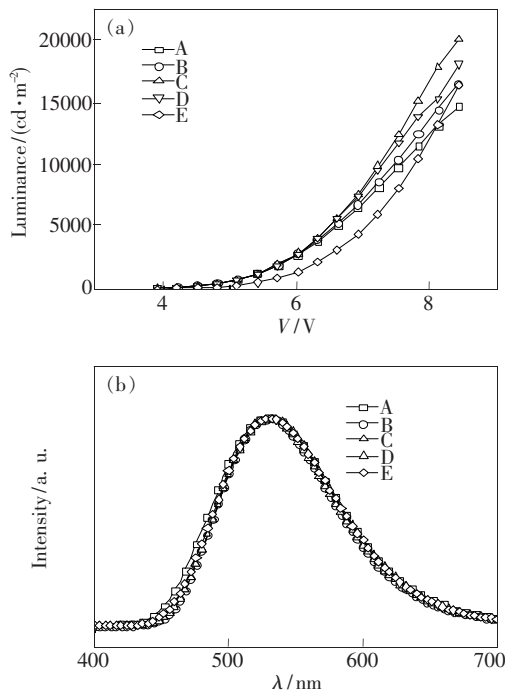 (a)
20000
15000
10000
5000
0
Luminance/(cd·m⁻²)
A
B
C
D
E
4
6
8
V/V
(b)
A
B
C
D
E
Intensity/a. u.
400
500
600
700
λ/nm